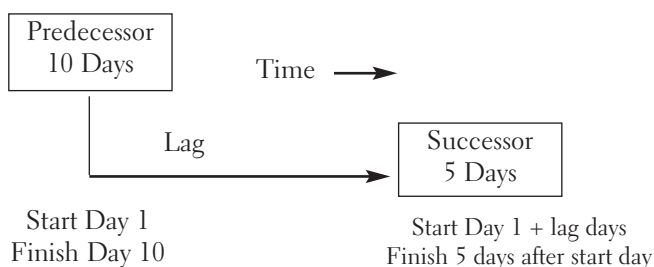 Predecessor
10 Days
Time
Lag
Successor
5 Days
Start Day 1
Finish Day 10
Start Day 1 + lag days
Finish 5 days after start day